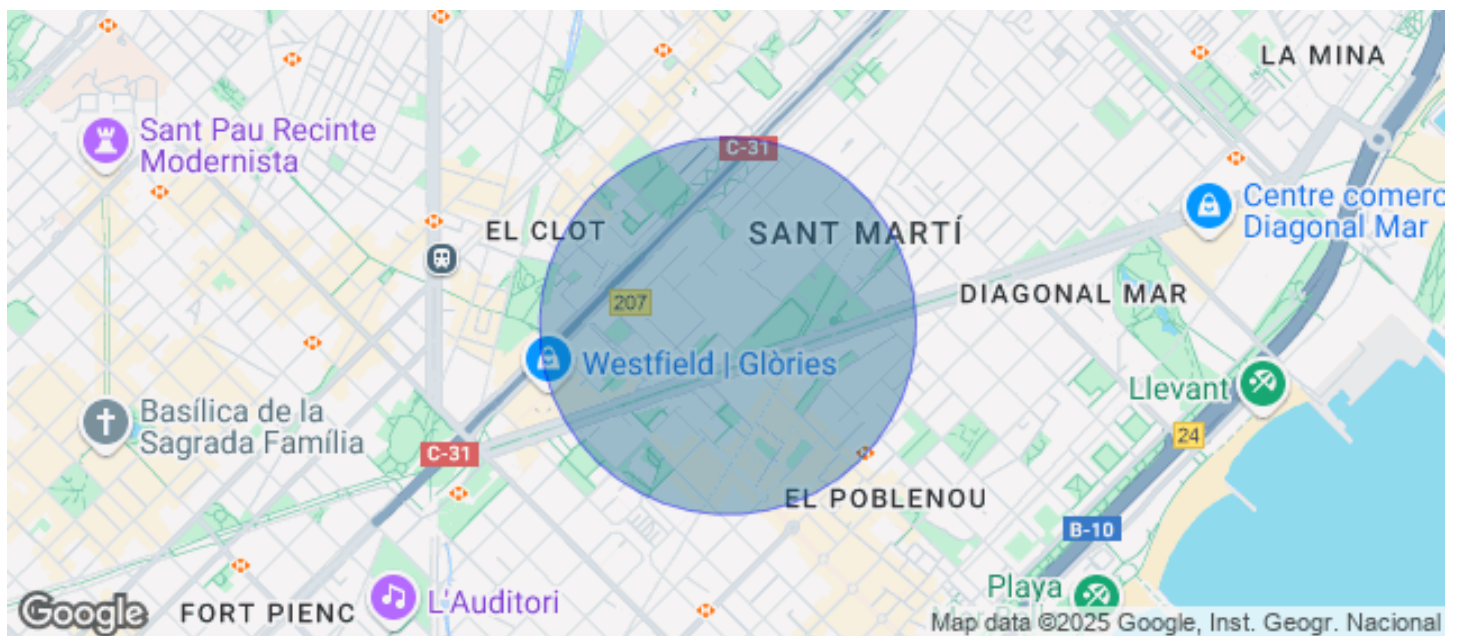 LA MINA
Sant Pau Recinte
Modernista
C-31
Centre comerc
Diagonal Mar
EL CLOT
SANT MARTÍ
DIAGONAL MAR
207
Westfield | Glòries
Llevant
Basílica de la
Sagrada Família
C-31
24
EL POBLENOU
B-10
Playa
L'Auditori
FORT PIENC
Google
Map data ©2025 Google, Inst. Geogr. Nacional